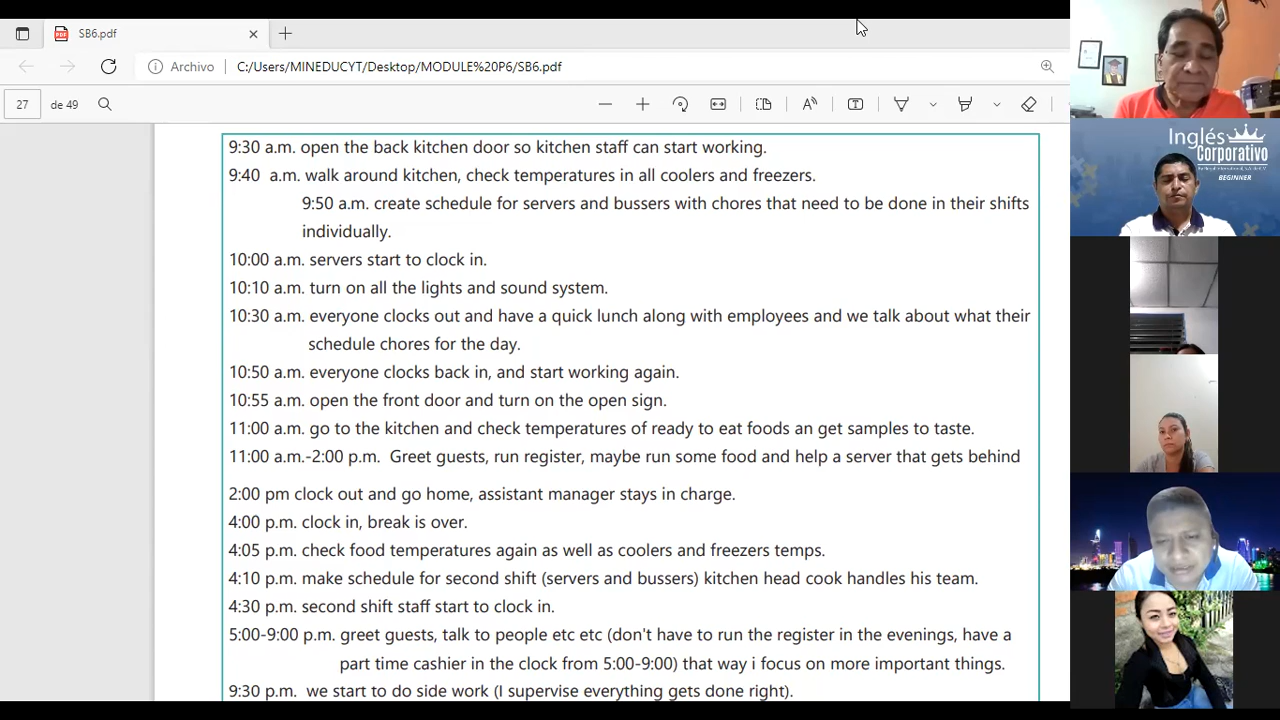 SB6.pdf
Archivo C:/Users/MINEDUCYT/Desktop/MODULE%20P6/SB6.pdf
27 de 49
9:30 a.m. open the back kitchen door so kitchen staff can start working.
9:40 a.m. walk around kitchen, check temperatures in all coolers and freezers.
9:50 a.m. create schedule for servers and bussers with chores that need to be done in their shifts
individually.
10:00 a.m. servers start to clock in.
10:10 a.m. turn on all the lights and sound system.
10:30 a.m. everyone clocks out and have a quick lunch along with employees and we talk about what their
schedule chores for the day.
10:50 a.m. everyone clocks back in, and start working again.
10:55 a.m. open the front door and turn on the open sign.
11:00 a.m. go to the kitchen and check temperatures of ready to eat foods an get samples to taste.
11:00 a.m.-2:00 p.m. Greet guests, run register, maybe run some food and help a server that gets behind
2:00 pm clock out and go home, assistant manager stays in charge.
4:00 p.m. clock in, break is over.
4:05 p.m. check food temperatures again as well as coolers and freezers temps.
4:10 p.m. make schedule for second shift (servers and bussers) kitchen head cook handles his team.
4:30 p.m. second shift staff start to clock in.
5:00-9:00 p.m. greet guests, talk to people etc etc (don't have to run the register in the evenings, have a
part time cashier in the clock from 5:00-9:00) that way i focus on more important things.
9:30 p.m. we start to do side work (I supervise everything gets done right).
Inglés
Corporativo
BEGINNER